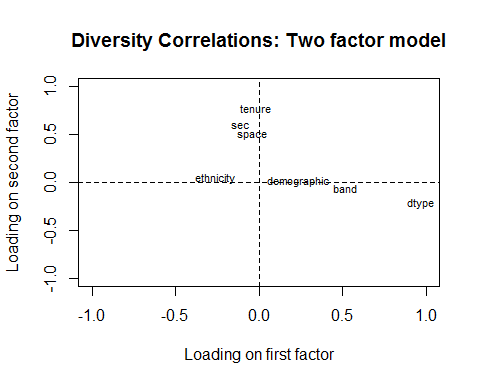 Diversity Correlations: Two factor model
Loading on second factor
1.0
0.5
0.0
-0.5
-1.0
tenure
sec
space
ethnicity
demographic
band
dtype
-1.0
-0.5
0.0
0.5
1.0
Loading on first factor